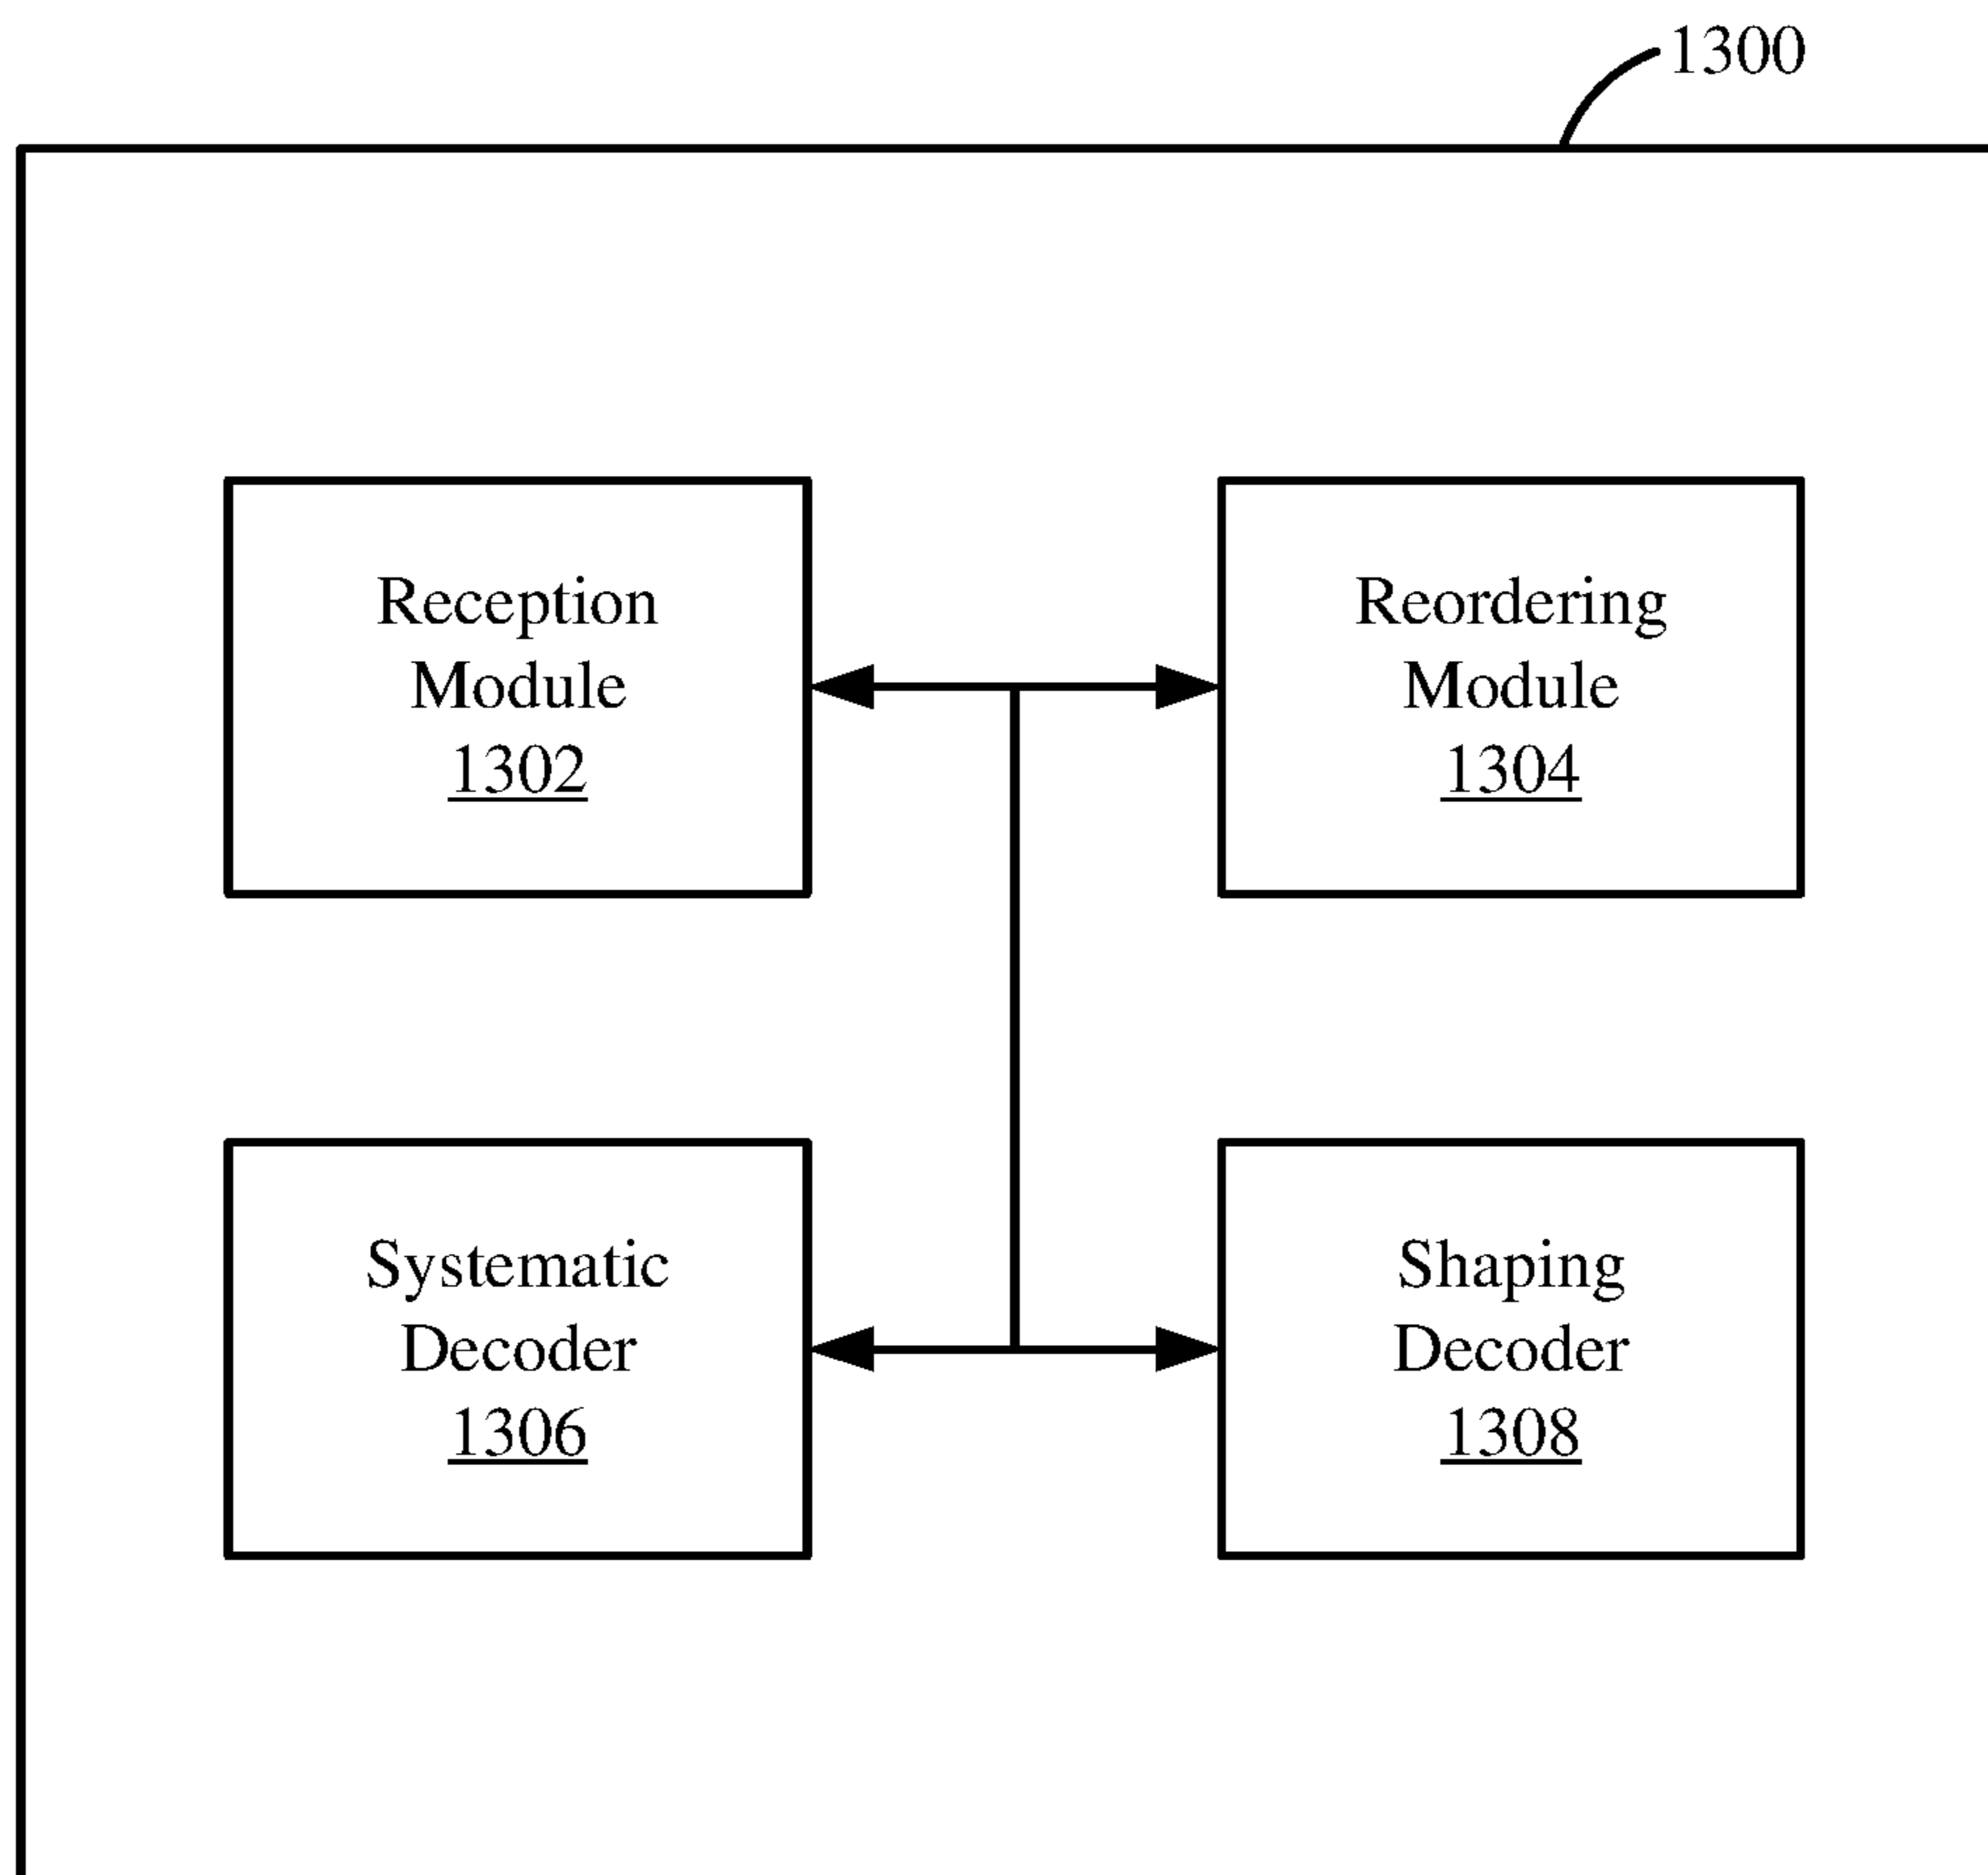 1300
Reception
Module
1302
Reordering
Module
1304
Systematic
Decoder
1306
Shaping
Decoder
1308